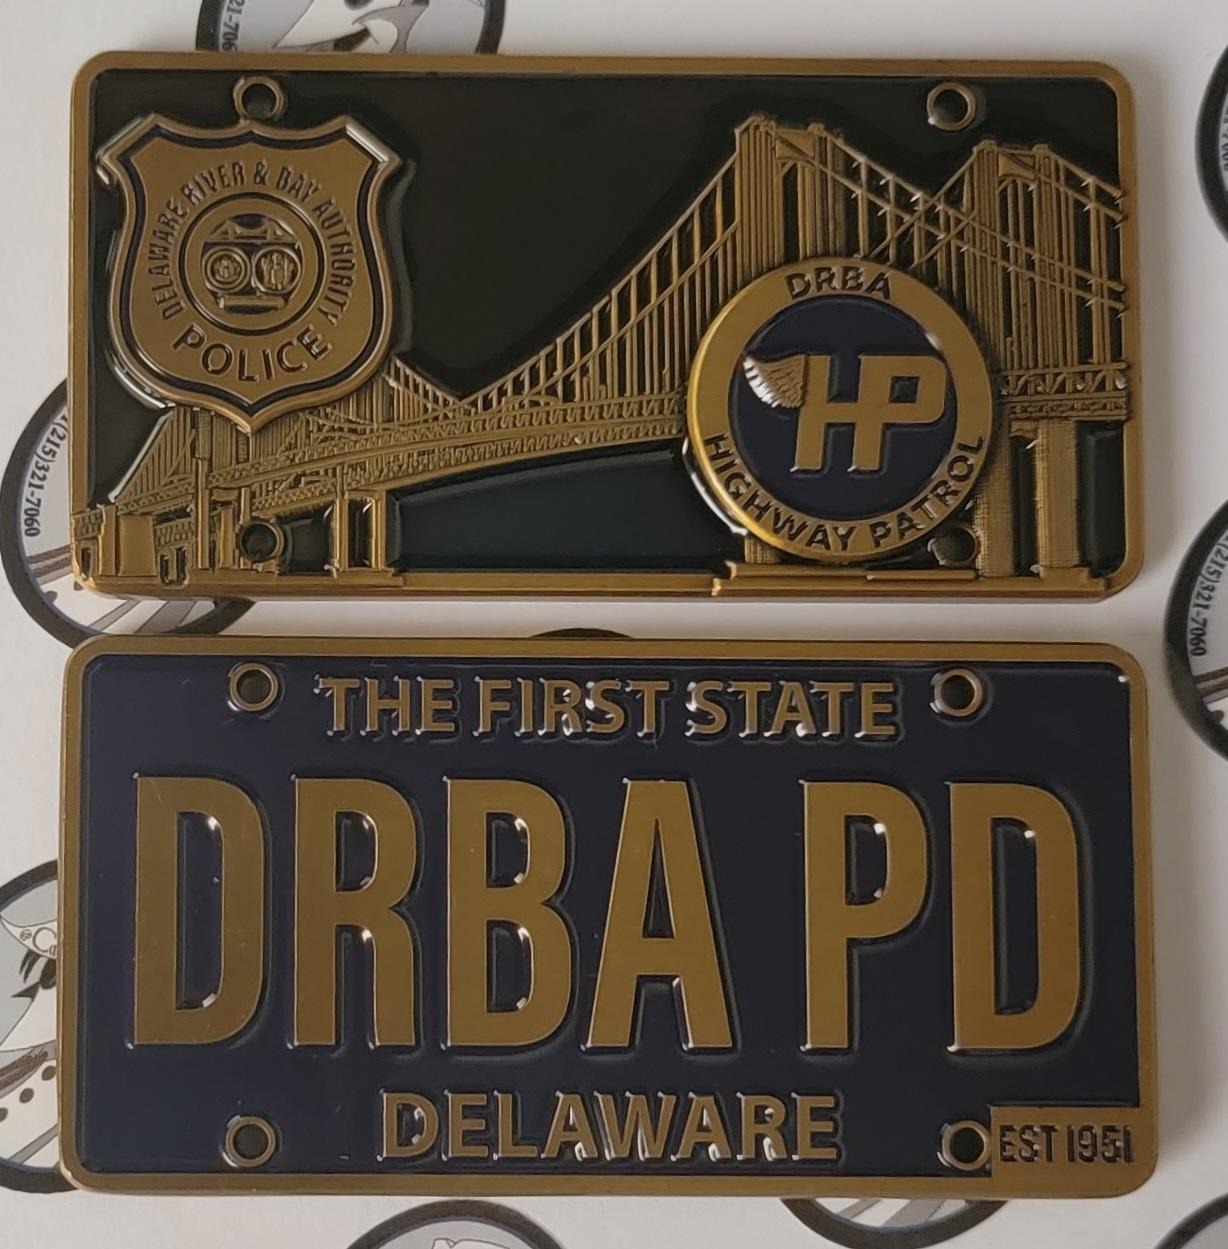 DELAWARE RIVER & BAY AUTHORITY
POLICE
DRBA
HP
HIGHWAY PATROL
THE FIRST STATE
DRBA PD
DELAWARE
EST 1951
(215)321-7060
(215)321-7060